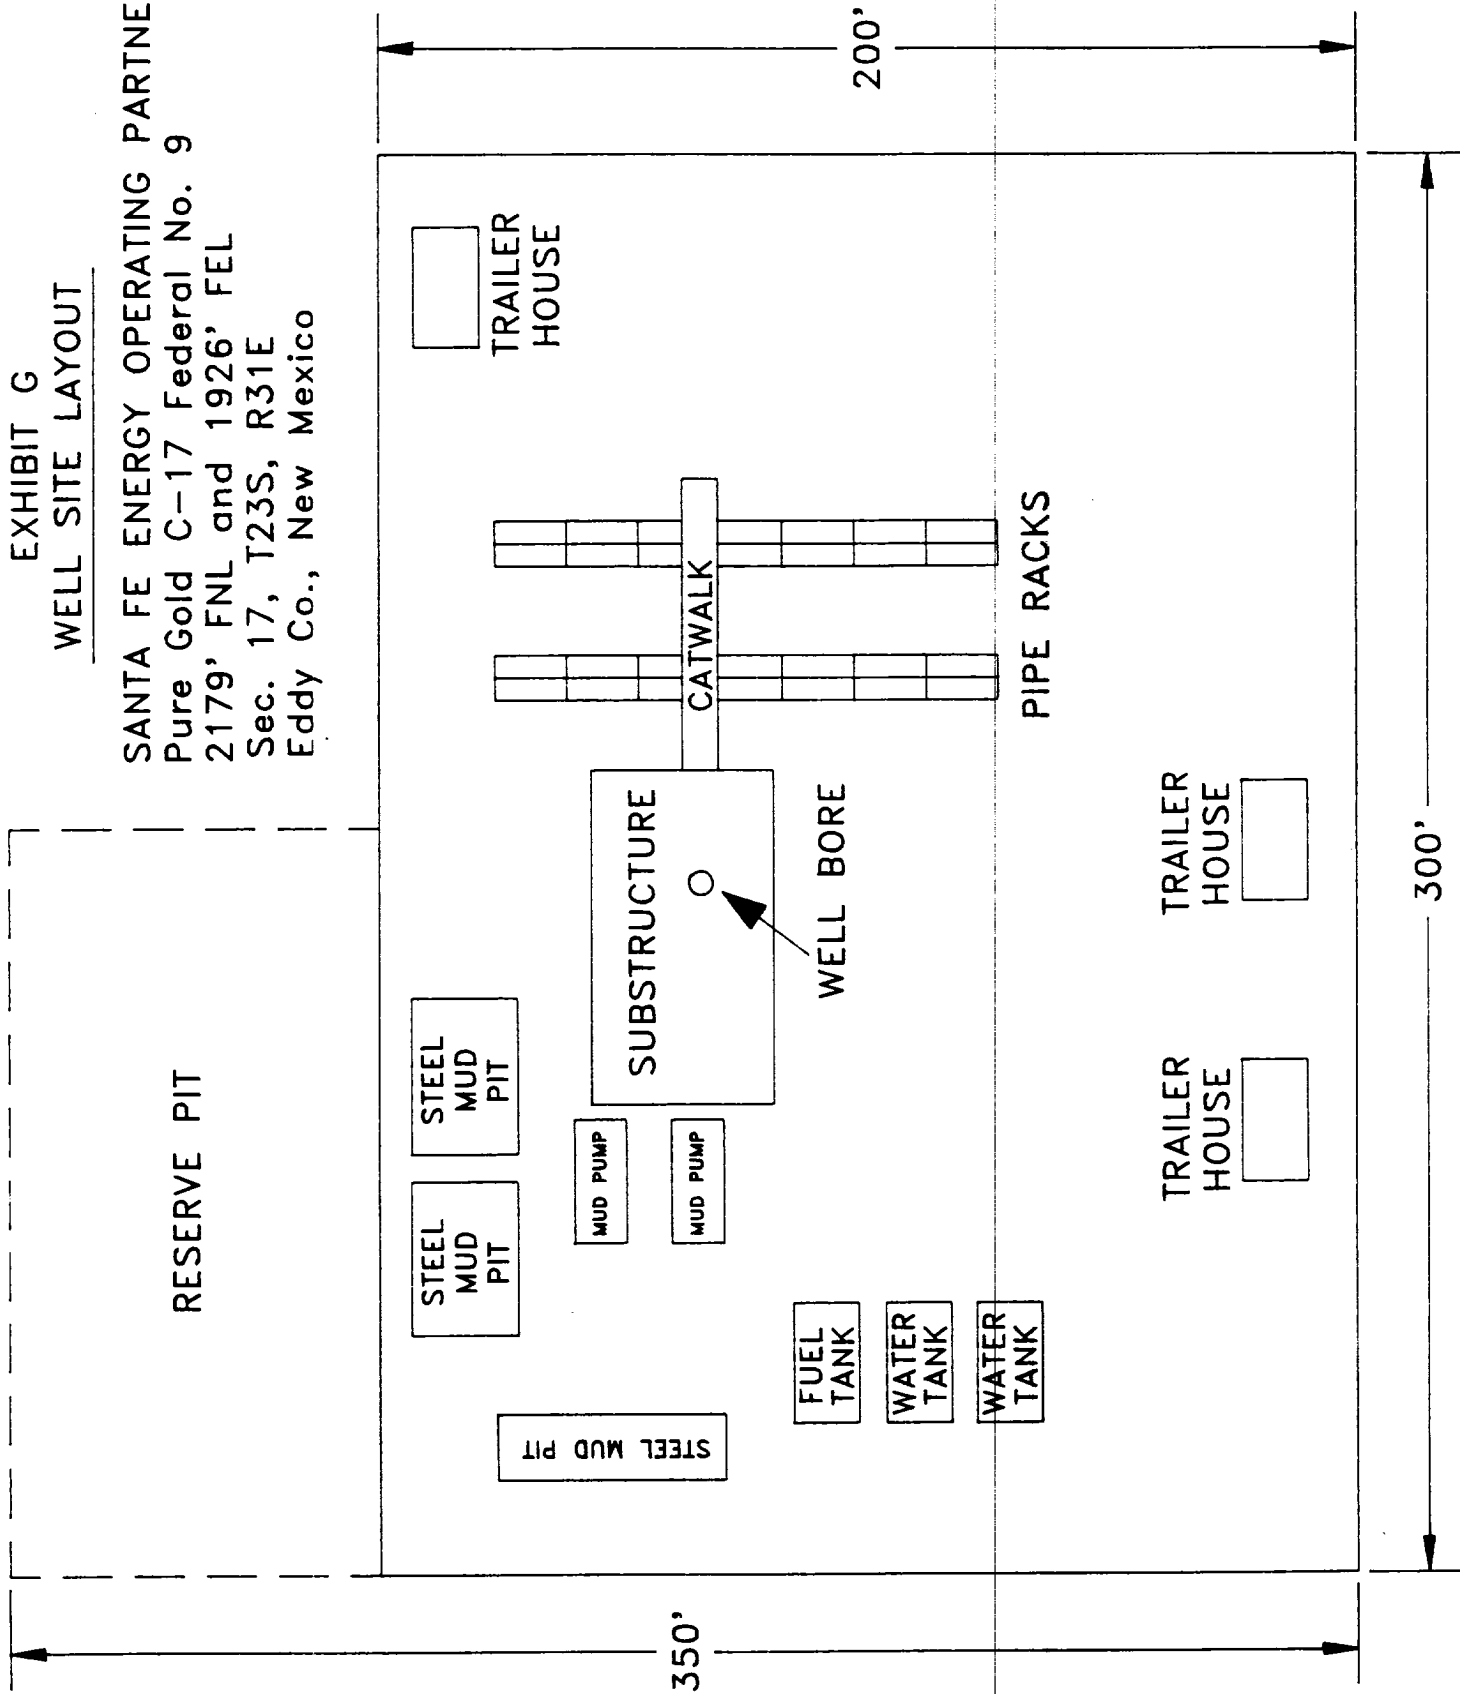 EXHIBIT G
WELL SITE LAYOUT
SANTA FE ENERGY OPERATING PARTNE
Pure Gold C-17 Federal No. 9
2179' FNL and 1926' FEL
Sec. 17, T23S, R31E
Eddy Co., New Mexico
RESERVE PIT
350'
200'
300'
STEEL
MUD
PIT
STEEL
MUD
PIT
STEEL MUD PIT
MUD PUMP
MUD PUMP
SUBSTRUCTURE
WELL BORE
CATWALK
PIPE RACKS
TRAILER
HOUSE
FUEL
TANK
WATER
TANK
WATER
TANK
TRAILER
HOUSE
TRAILER
HOUSE